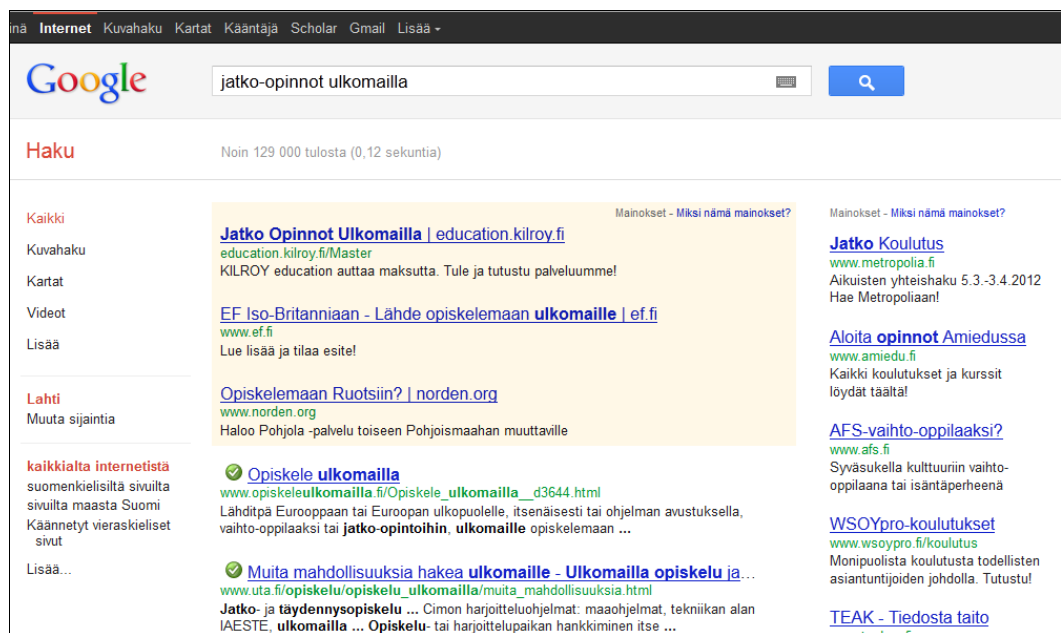 inä Internet Kuvahaku Kartat Kääntäjä Scholar Gmail Lisää
Google
jatko-opinnot ulkomailla
Haku
Noin 129 000 tulosta (0,12 sekuntia)
Kaikki
Kuvahaku
Kartat
Videot
Lisää
Lahti
Muuta sijaintia
kaikkialta internetistä
suomenkielisiltä sivuilta
sivuilta maasta Suomi
Käännetyt vieraskieliset
sivut
Lisää...
Mainokset - Miksi nämä mainokset?
Jatko Opinnot Ulkomailla | education.kilroy.fi
education.kilroy.fi/Master
KILROY education auttaa maksutta. Tule ja tutustu palveluumme!
EF Iso-Britanniaan - Lähde opiskelemaan ulkomaille | ef.fi
www.ef.fi
Lue lisää ja tilaa esite!
Opiskelemaan Ruotsiin? | norden.org
www.norden.org
Haloo Pohjola -palvelu toiseen Pohjoismaahan muuttaville
Opiskele ulkomailla
www.opiskeleulkomailla.fi/Opiskele_ulkomailla__d3644.html
Lähditpä Eurooppaan tai Euroopan ulkopuolelle, itsenäisesti tai ohjelman avustuksella,
vaihto-oppilaaksi tai jatko-opintoihin, ulkomaille opiskelemaan ...
Muita mahdollisuuksia hakea ulkomaille - Ulkomailla opiskelu ja...
www.uta.fi/opiskelu/opiskelu_ulkomailla/muita_mahdollisuuksia.html
Jatko- ja täydennysopiskelu ... Cimon harjoitteluohjelmat: maaohjelmat, tekniikan alan
IAESTE, ulkomailla ... Opiskelu- tai harjoittelupaikan hankkiminen itse ...
Mainokset - Miksi nämä mainokset?
Jatko Koulutus
www.metropolia.fi
Aikuisten yhteishaku 5.3.-3.4.2012
Hae Metropoliaan!
Aloita opinnot Amiedussa
www.amiedu.fi
Kaikki koulutukset ja kurssit
löydät täältä!
AFS-vaihto-oppilaaksi?
www.afs.fi
Syväsukella kulttuuriin vaihto-
oppilaana tai isäntäperheenä
WSOYpro-koulutukset
www.wsoypro.fi/koulutus
Monipuolista koulutusta todellisten
asiantuntijoiden johdolla. Tutustu!
TEAK - Tiedosta taito